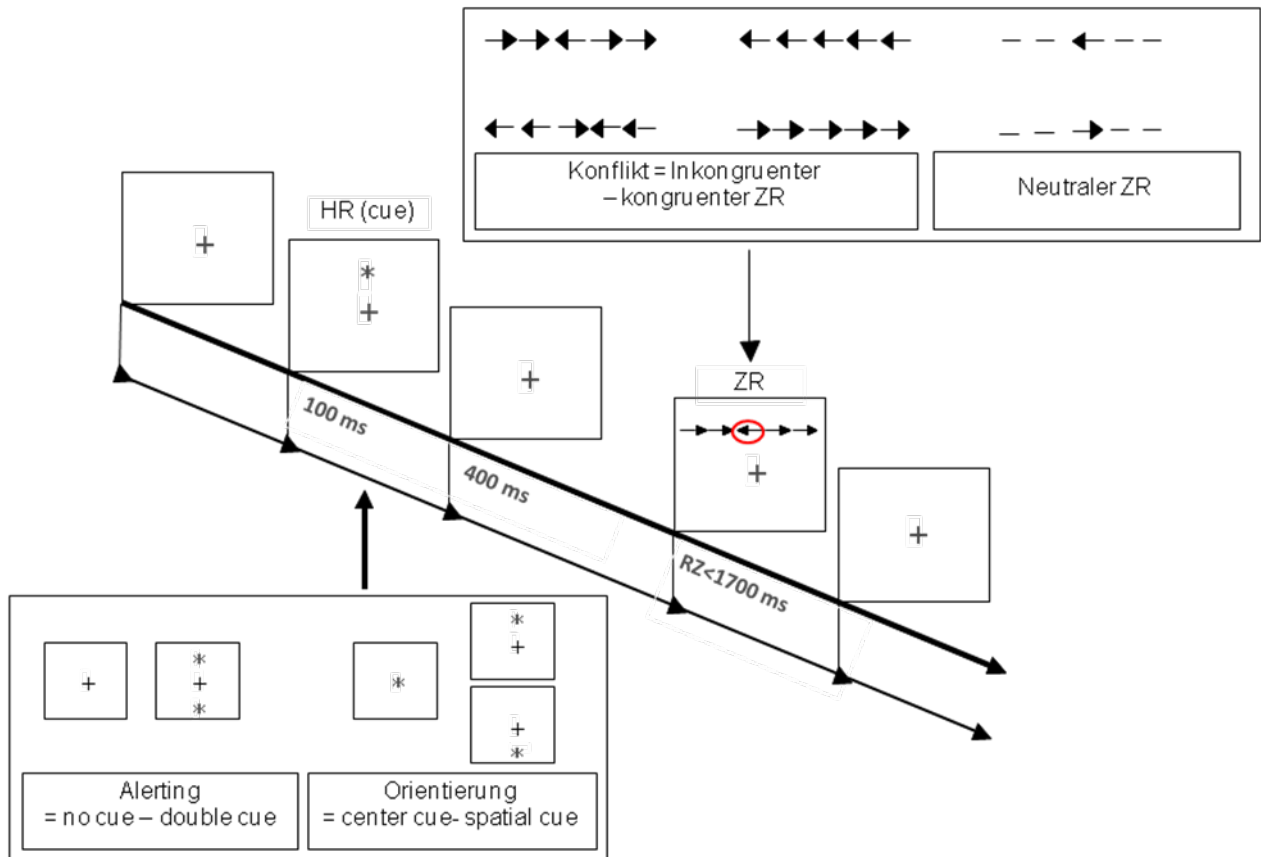 Konflikt = Inkongruenter
– kongruenter ZR
Neutraler ZR
HR (cue)
ZR
100 ms
400 ms
RZ<1700 ms
Alerting
= no cue – double cue
Orientierung
= center cue- spatial cue